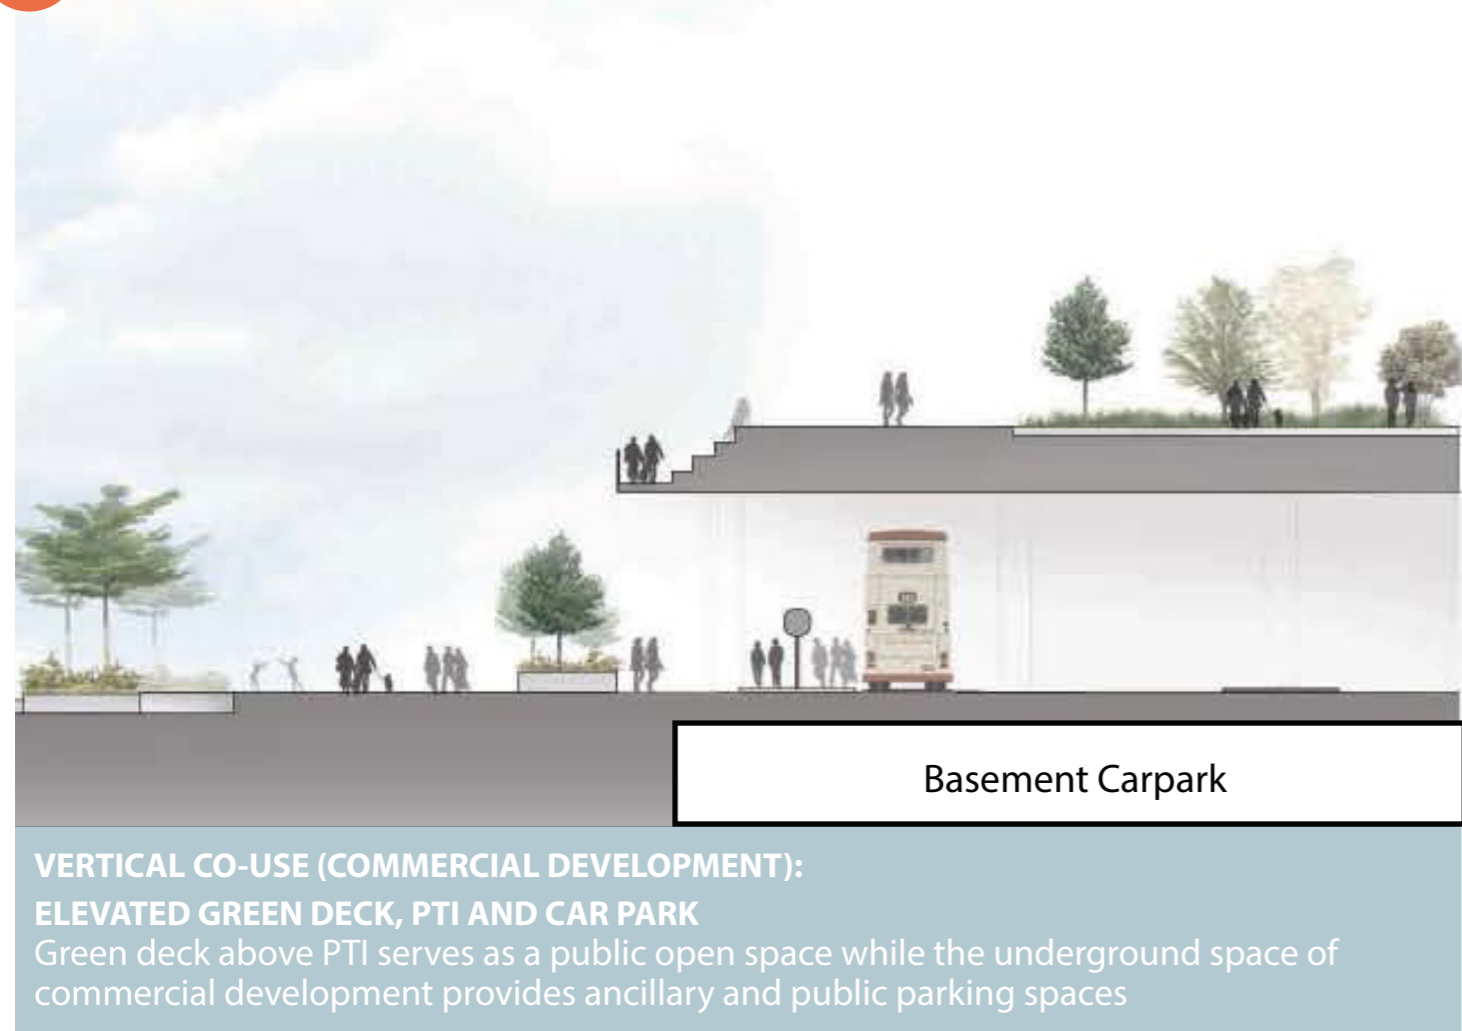 Basement Carpark
VERTICAL CO-USE (COMMERCIAL DEVELOPMENT):
ELEVATED GREEN DECK, PTI AND CAR PARK
Green deck above PTI serves as a public open space while the underground space of
commercial development provides ancillary and public parking spaces